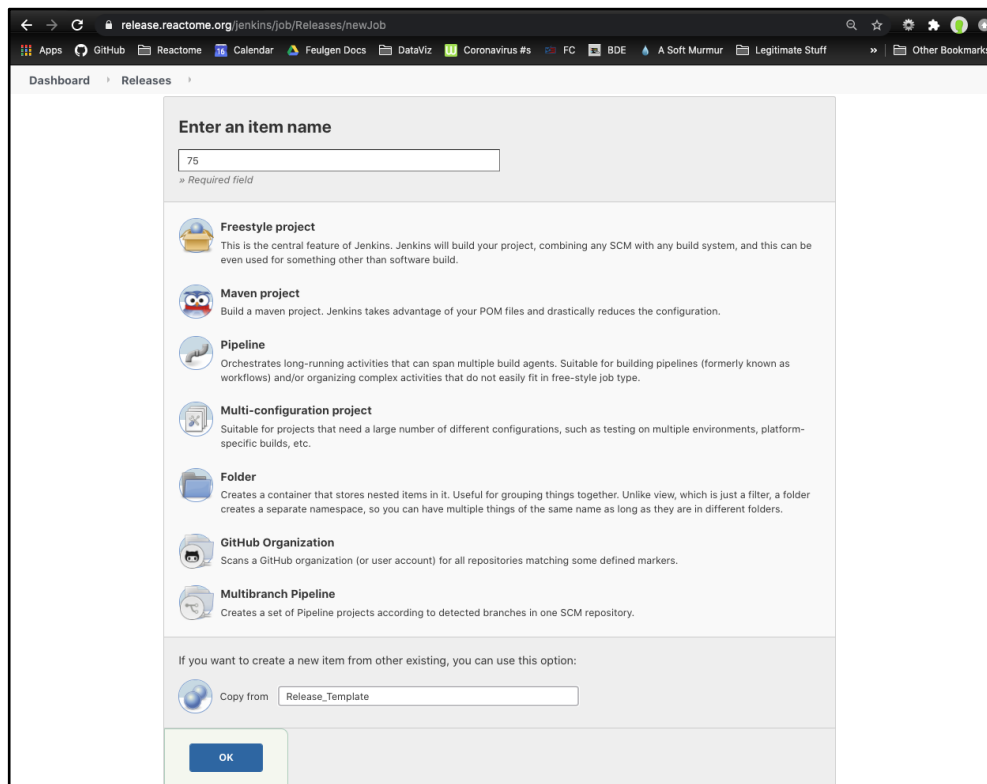 release.reactome.org/jenkins/job/Releases/newJob
Apps GitHub Reactome 16 Calendar Feulgen Docs DataViz Coronavirus #s FC BDE A Soft Murmur Legitimate Stuff » Other Bookmarks
Dashboard Releases
Enter an item name
75
» Required field
Freestyle project
This is the central feature of Jenkins. Jenkins will build your project, combining any SCM with any build system, and this can be
even used for something other than software build.
Maven project
Build a maven project. Jenkins takes advantage of your POM files and drastically reduces the configuration.
Pipeline
Orchestrates long-running activities that can span multiple build agents. Suitable for building pipelines (formerly known as
workflows) and/or organizing complex activities that do not easily fit in free-style job type.
Multi-configuration project
Suitable for projects that need a large number of different configurations, such as testing on multiple environments, platform-
specific builds, etc.
Folder
Creates a container that stores nested items in it. Useful for grouping things together. Unlike view, which is just a filter, a folder
creates a separate namespace, so you can have multiple things of the same name as long as they are in different folders.
GitHub Organization
Scans a GitHub organization (or user account) for all repositories matching some defined markers.
Multibranch Pipeline
Creates a set of Pipeline projects according to detected branches in one SCM repository.
If you want to create a new item from other existing, you can use this option:
Copy from Release_Template
OK